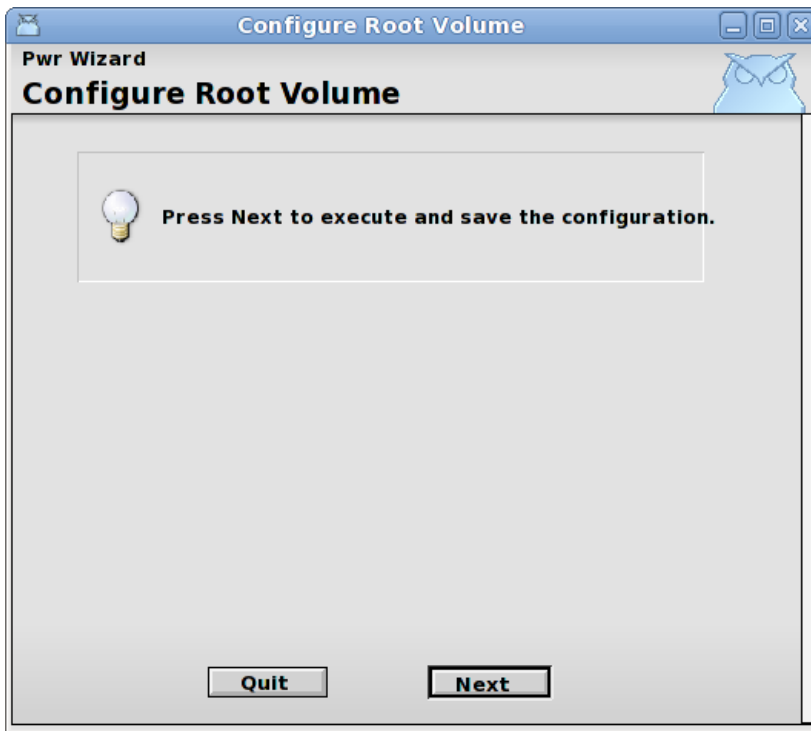 Configure Root Volume
Pwr Wizard
Configure Root Volume
Press Next to execute and save the configuration.
Quit
Next